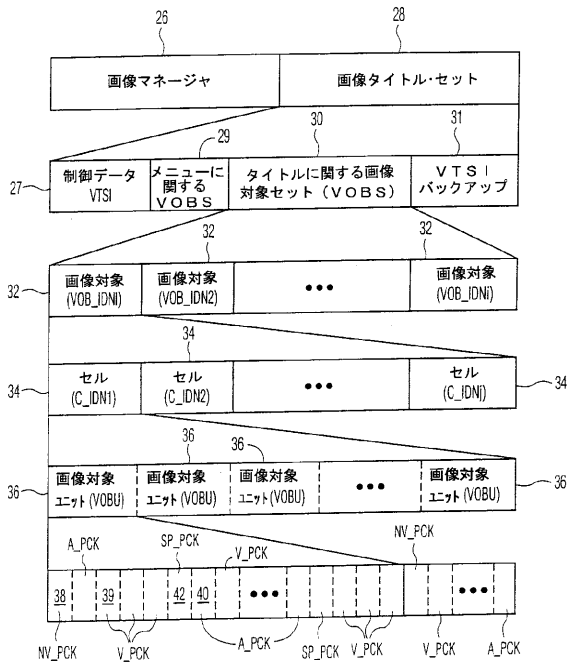 26
28
画像マネージャ
画像タイトル・セット
29
30
31
27
制御データ
VTSI
メニューに
関する
VOBS
タイトルに関する画像
対象セット(VOBS)
VTSI
バックアップ
32
32
32
画像対象
(VOB_IDNI)
画像対象
(VOB_IDN2)
•••
画像対象
(VOB_IDNi)
34
34
セル
(C_IDN1)
セル
(C_IDN2)
•••
セル
(C_IDNj)
34
36
36
36
画像対象
ユニット(VOBU)
画像対象
ユニット(VOBU)
画像対象
ユニット(VOBU)
•••
画像対象
ユニット(VOBU)
36
A_PCK
SP_PCK
V_PCK
NV_PCK
38
39
42
40
•••
•••
NV_PCK
V_PCK
A_PCK
SP_PCK
V_PCK
V_PCK
A_PCK